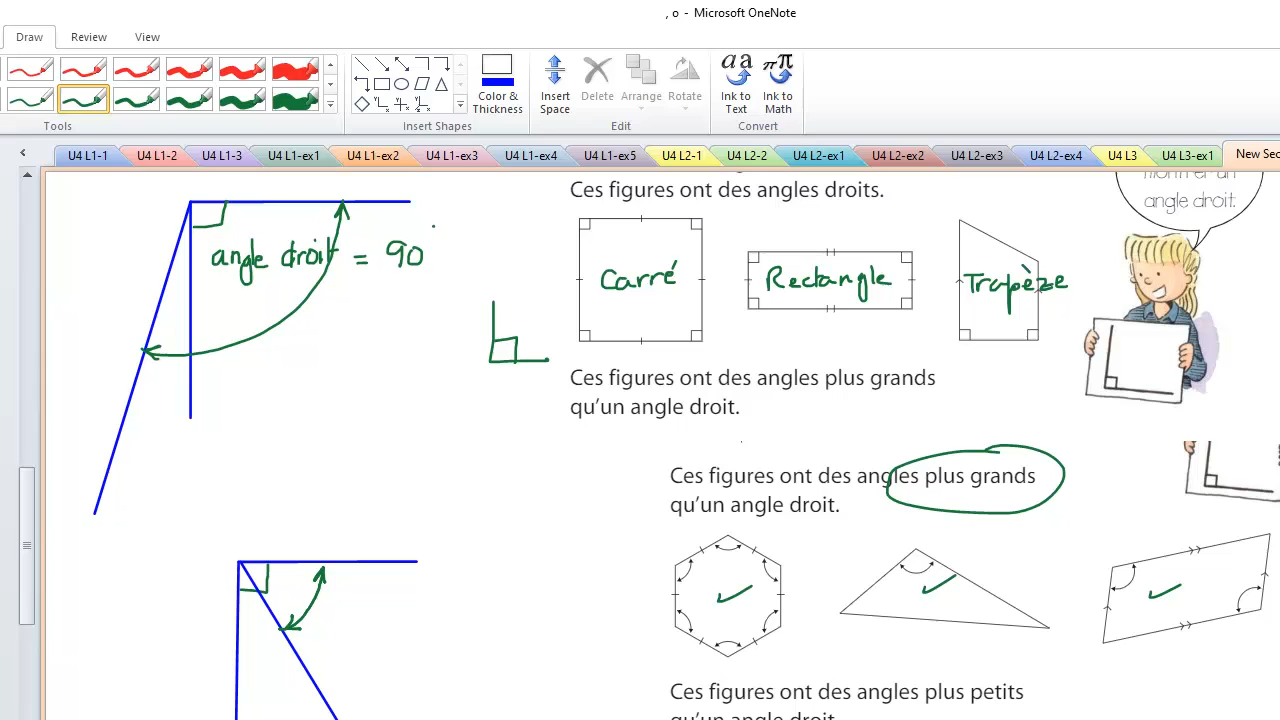 , o - Microsoft OneNote
Draw Review View
Color & Thickness
Insert Space
Delete
Arrange
Rotate
Ink to Text
Ink to Math
Tools Insert Shapes Edit Convert
U4 L1-1 U4 L1-2 U4 L1-3 U4 L1-ex1 U4 L1-ex2 U4 L1-ex3 U4 L1-ex4 U4 L1-ex5 U4 L2-1 U4 L2-2 U4 L2-ex1 U4 L2-ex2 U4 L2-ex3 U4 L2-ex4 U4 L3 U4 L3-ex1 New Sec
angle droit = 90
Ces figures ont des angles droits.
angle droit.
Carré
Rectangle
Trapèze
Ces figures ont des angles plus grands
qu'un angle droit.
Ces figures ont des angles plus grands
qu'un angle droit.
Ces figures ont des angles plus petits
qu'un angle droit.